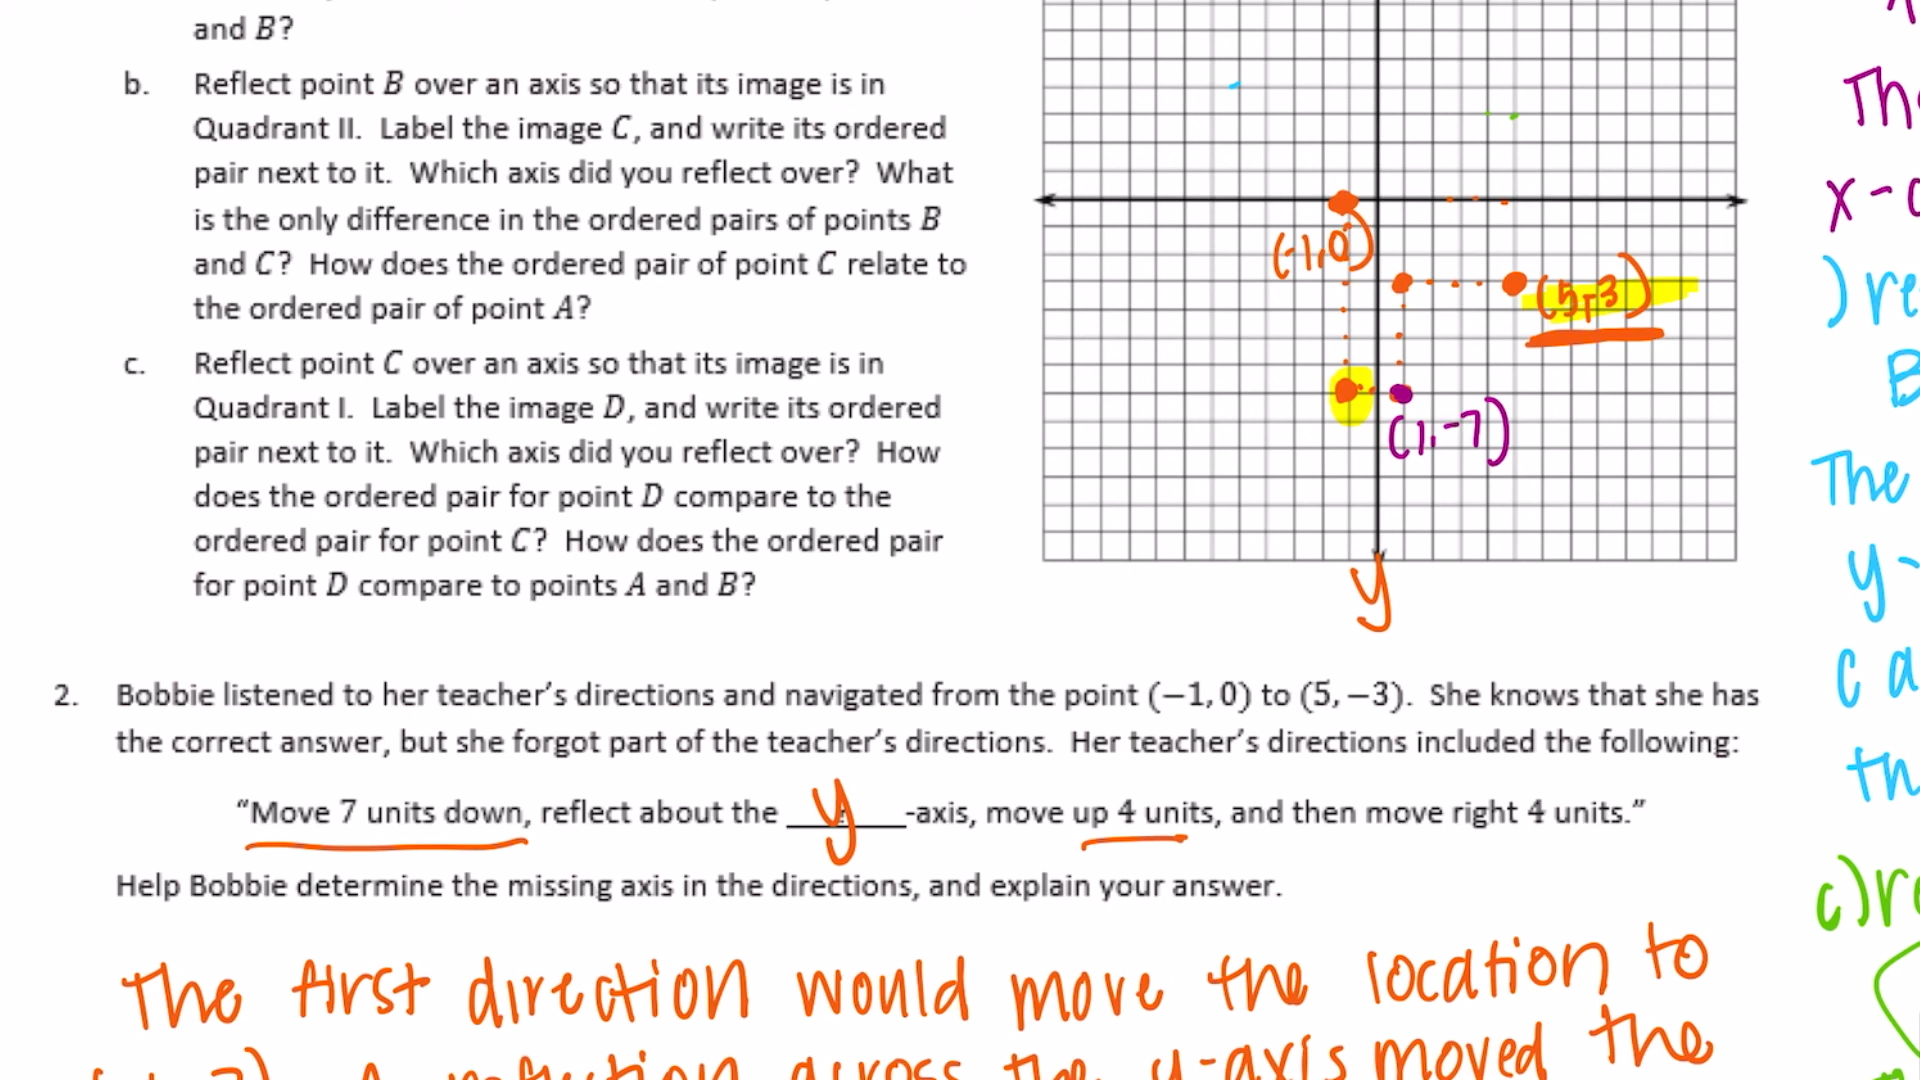 and B?
b. Reflect point B over an axis so that its image is in
Quadrant II. Label the image C, and write its ordered
pair next to it. Which axis did you reflect over? What
is the only difference in the ordered pairs of points B
and C? How does the ordered pair of point C relate to
the ordered pair of point A?
c. Reflect point C over an axis so that its image is in
Quadrant I. Label the image D, and write its ordered
pair next to it. Which axis did you reflect over? How
does the ordered pair for point D compare to the
ordered pair for point C? How does the ordered pair
for point D compare to points A and B?
(-1,0)
(5,-3)
(1,-7)
y
2. Bobbie listened to her teacher's directions and navigated from the point (−1, 0) to (5, −3). She knows that she has
the correct answer, but she forgot part of the teacher's directions. Her teacher's directions included the following:
"Move 7 units down, reflect about the y -axis, move up 4 units, and then move right 4 units."
Help Bobbie determine the missing axis in the directions, and explain your answer.
The first direction would move the location to
reflection across the y-axis moved the
x-
) re
B
The
y-
c a
th
c) re